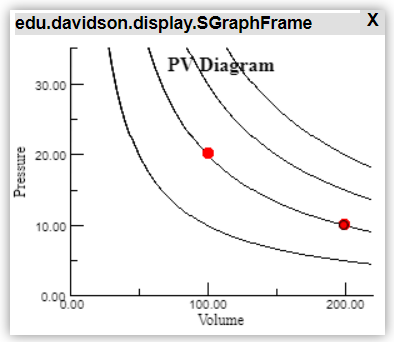 edu.davidson.display.SGraphFrame X
PV Diagram
30.00
20.00
10.00
0.00
Pressure
0.00 100.00 200.00
Volume